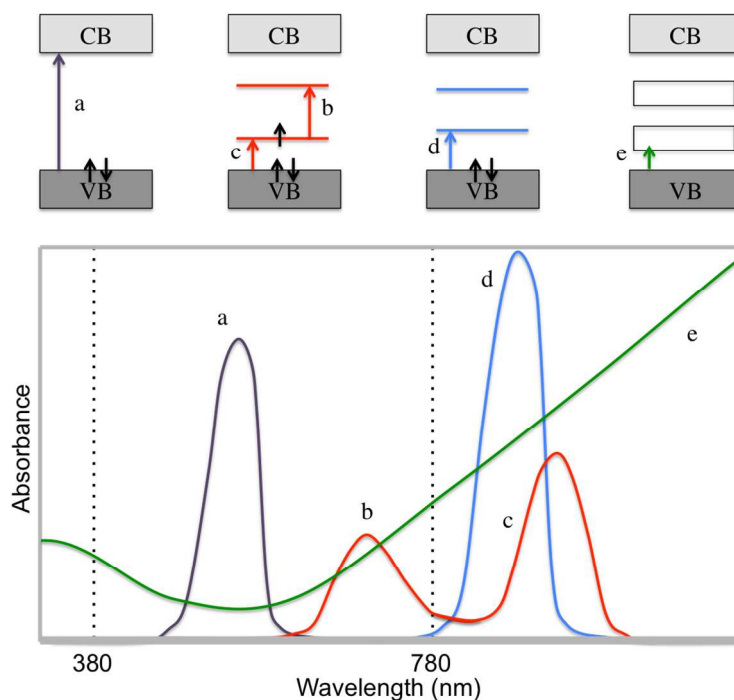 CB CB CB CB
a
b
c
d
e
VB VB VB VB
a
d
e
b
c
Absorbance
380 780
Wavelength (nm)